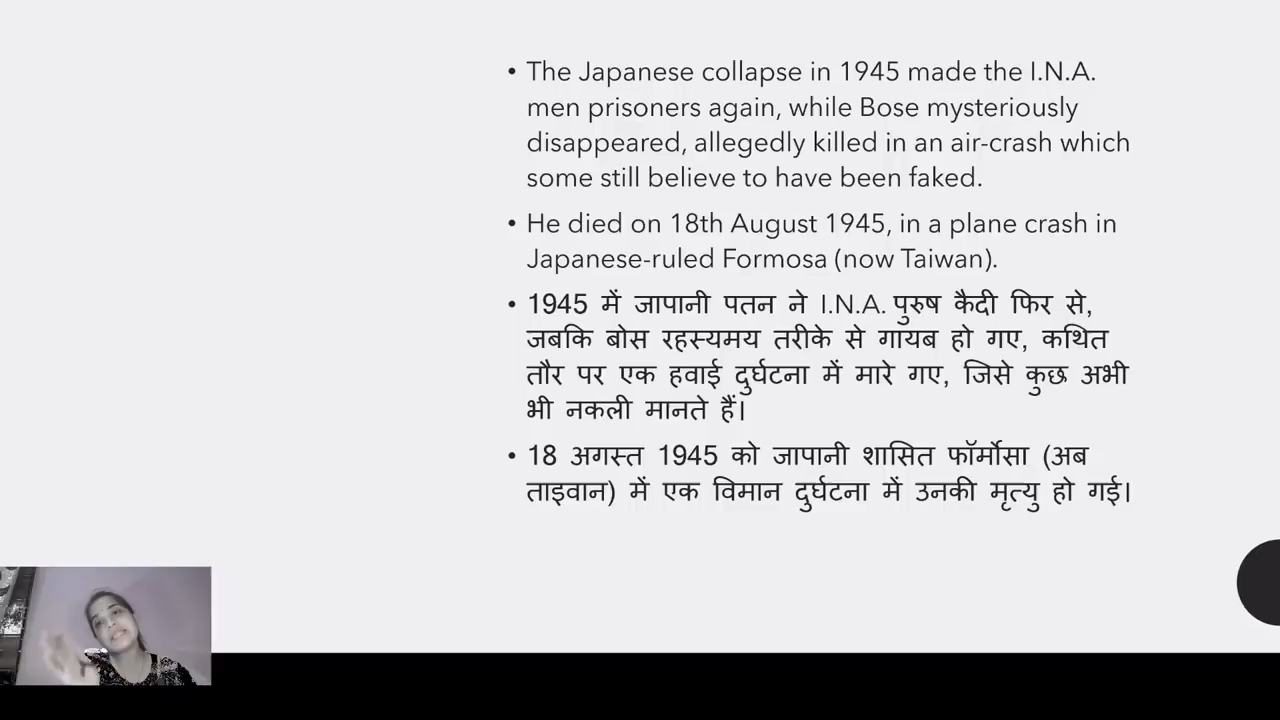 • The Japanese collapse in 1945 made the I.N.A.
men prisoners again, while Bose mysteriously
disappeared, allegedly killed in an air-crash which
some still believe to have been faked.
• He died on 18th August 1945, in a plane crash in
Japanese-ruled Formosa (now Taiwan).
• 1945 में जापानी पतन ने I.N.A. पुरुष कैदी फिर से,
जबकि बोस रहस्यमय तरीके से गायब हो गए, कथित
तौर पर एक हवाई दुर्घटना में मारे गए, जिसे कुछ अभी
भी नकली मानते हैं।
• 18 अगस्त 1945 को जापानी शासित फॉर्मोसा (अब
ताइवान) में एक विमान दुर्घटना में उनकी मृत्यु हो गई।